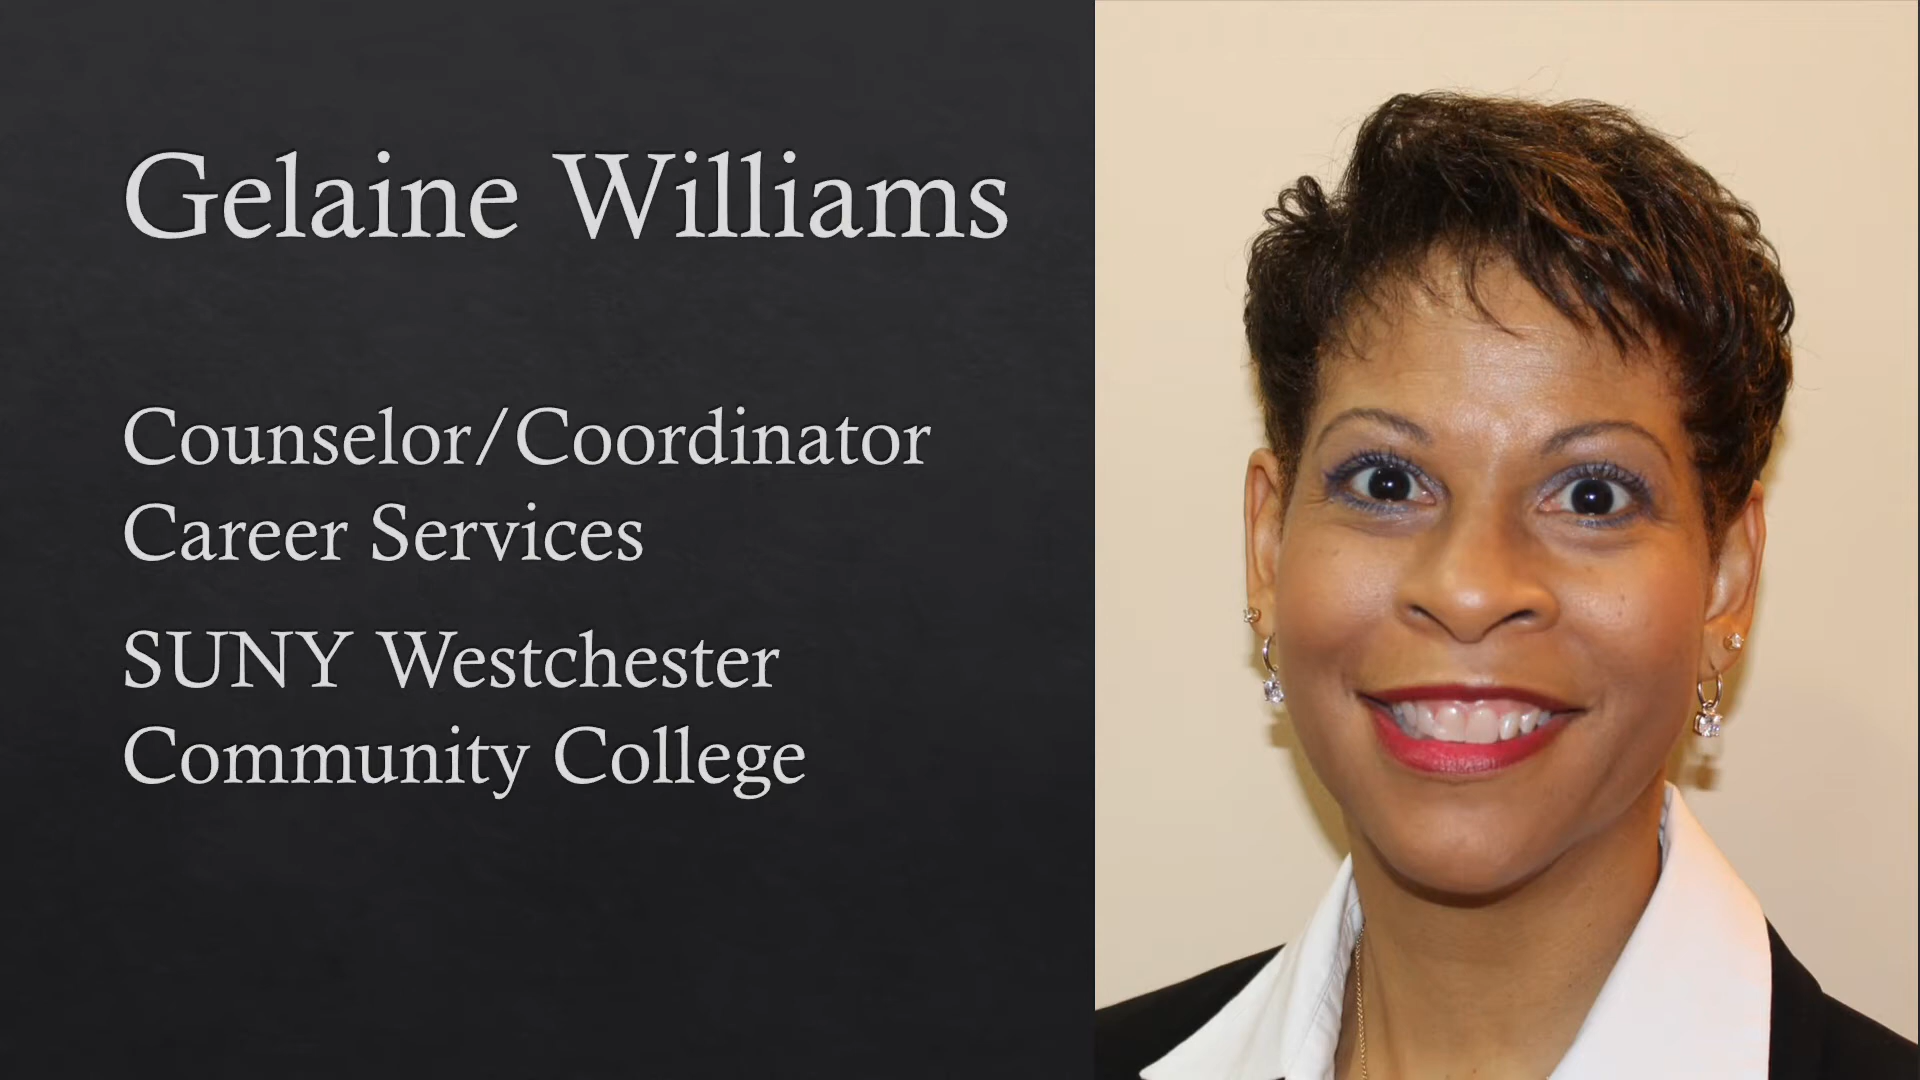 Gelaine Williams
Counselor/Coordinator
Career Services
SUNY Westchester
Community College